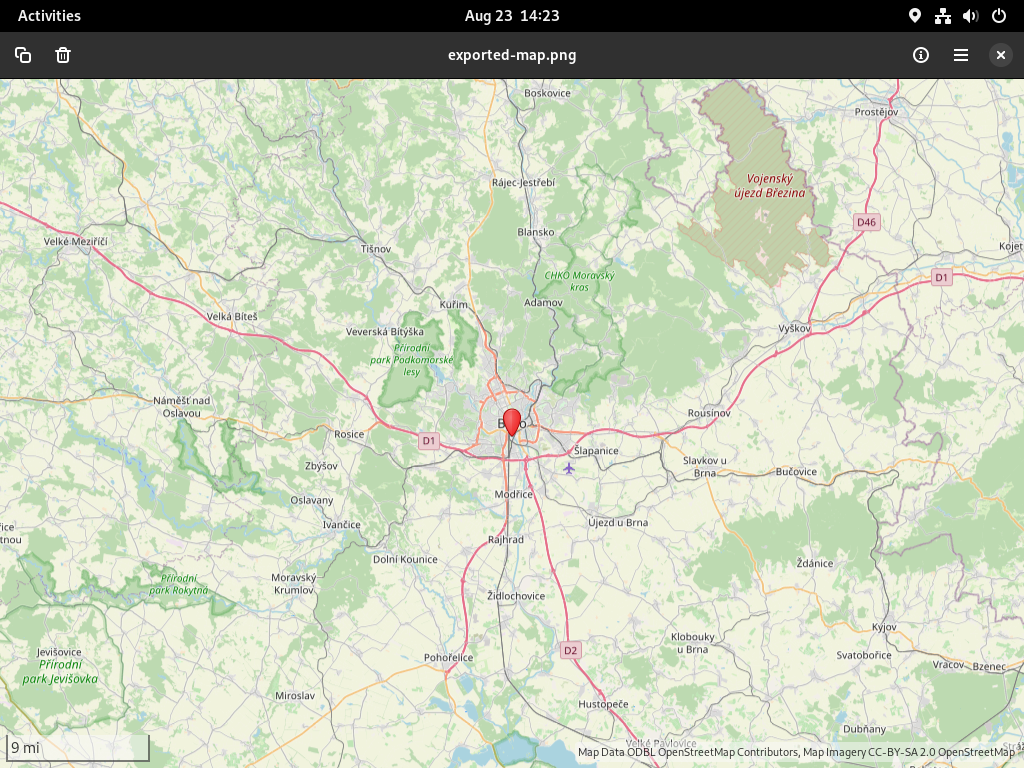 Activities
Aug 23 14:23
exported-map.png
Boskovice
Prostějov
Rájec-Jestřebí
Vojenský
újezd Březina
D46
Blansko
Velké Meziříčí
Tišnov
Kojet
CHKO Moravský
kras
D1
Kuřim
Adamov
Velká Bíteš
Veverská Bítýška
Vyškov
Přírodní
park Podkomorské
lesy
Náměšť nad
Oslavou
Rousínov
Rosice
D1
Šlapanice
Zbýšov
Slavkov u
Brna
Bučovice
Modřice
Oslavany
Ivančice
Újezd u Brna
Rajhrad
Dolní Kounice
Ždánice
Moravský
Krumlov
Přírodní
park Rokytná
Židlochovice
Kyjov
Klobouky
u Brna
D2
Jevišovice
Přírodní
park Jevišovka
Pohořelice
Svatobořice
Vracov
Bzenec
Miroslav
Hustopeče
Dubňany
Velké Pavlovice
9 mi
Map Data ODBL OpenStreetMap Contributors, Map Imagery CC-BY-SA 2.0 OpenStreetMap